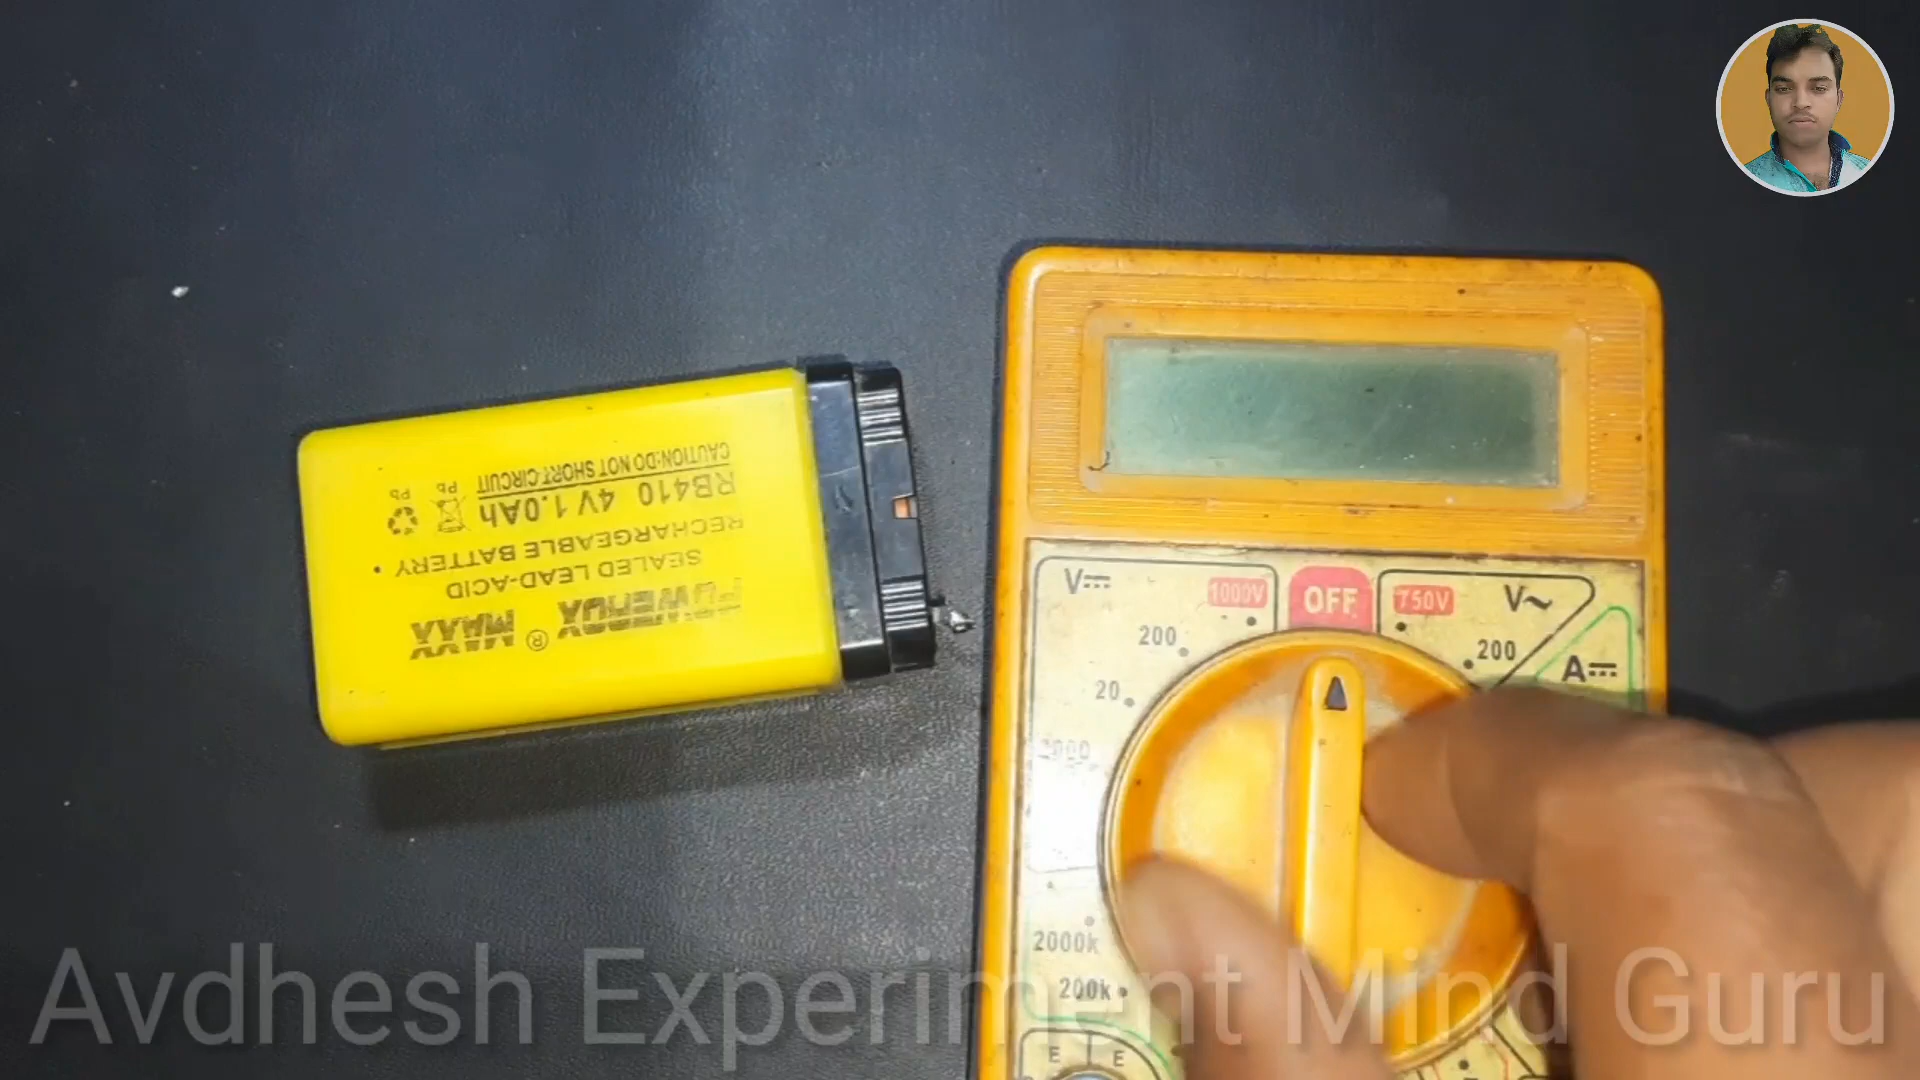 POWEROX ® MAXX
SEALED LEAD-ACID
RECHARGEABLE BATTERY •
RB410 4V 1.0Ah
CAUTION:DO NOT SHORT-CIRCUIT
Pb Pb
V⎓ 1000V OFF 750V V~
200 200
A⎓
20
2000
2000k
200k
E E
Avdhesh Experiment Mind Guru